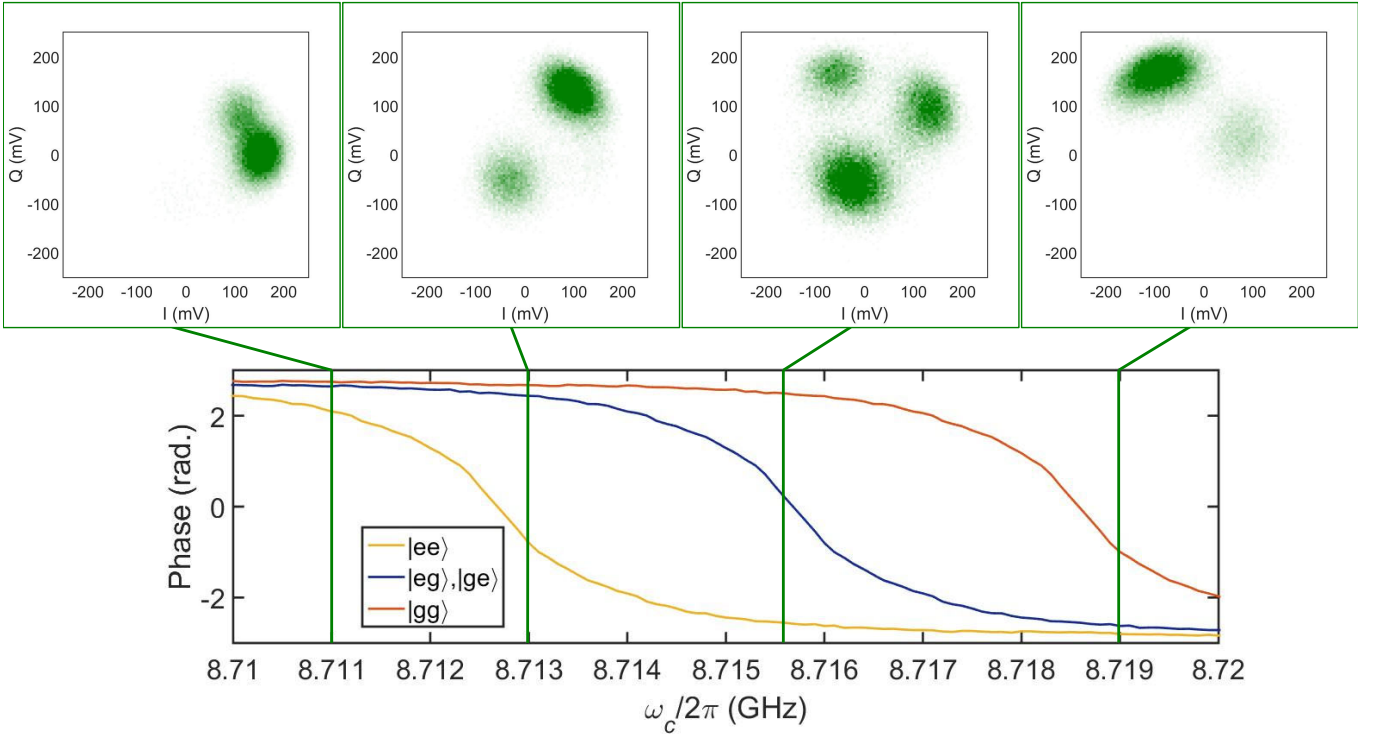 200
100
0
-100
-200
Q (mV)
-200 -100 0 100 200
I (mV)
200
100
0
-100
-200
Q (mV)
-200 -100 0 100 200
I (mV)
200
100
0
-100
-200
Q (mV)
-200 -100 0 100 200
I (mV)
200
100
0
-100
-200
Q (mV)
-200 -100 0 100 200
I (mV)
Phase (rad.)
2
0
-2
|ee⟩
|eg⟩,|ge⟩
|gg⟩
8.71 8.711 8.712 8.713 8.714 8.715 8.716 8.717 8.718 8.719 8.72
ω_c/2π (GHz)